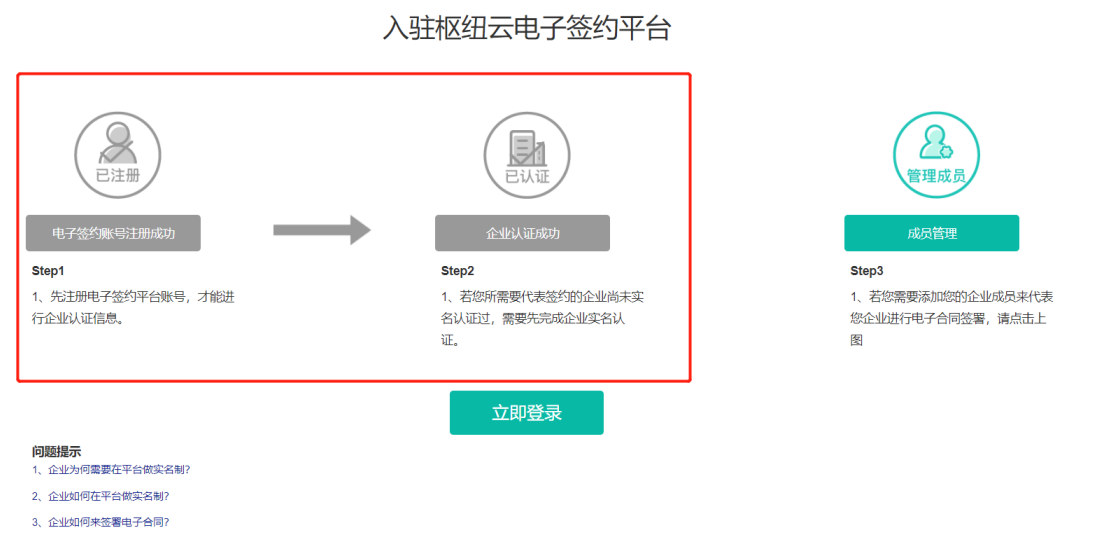 入驻枢纽云电子签约平台
已注册
已认证
管理成员
电子签约账号注册成功
企业认证成功
成员管理
Step1
1、先注册电子签约平台账号，才能进
行企业认证信息。
Step2
1、若您所需要代表签约的企业尚未实
名认证过，需要先完成企业实名认
证。
Step3
1、若您需要添加您的企业成员来代表
您企业进行电子合同签署，请点击上
图
立即登录
问题提示
1、企业为何需要在平台做实名制?
2、企业如何在平台做实名制?
3、企业如何来签署电子合同?